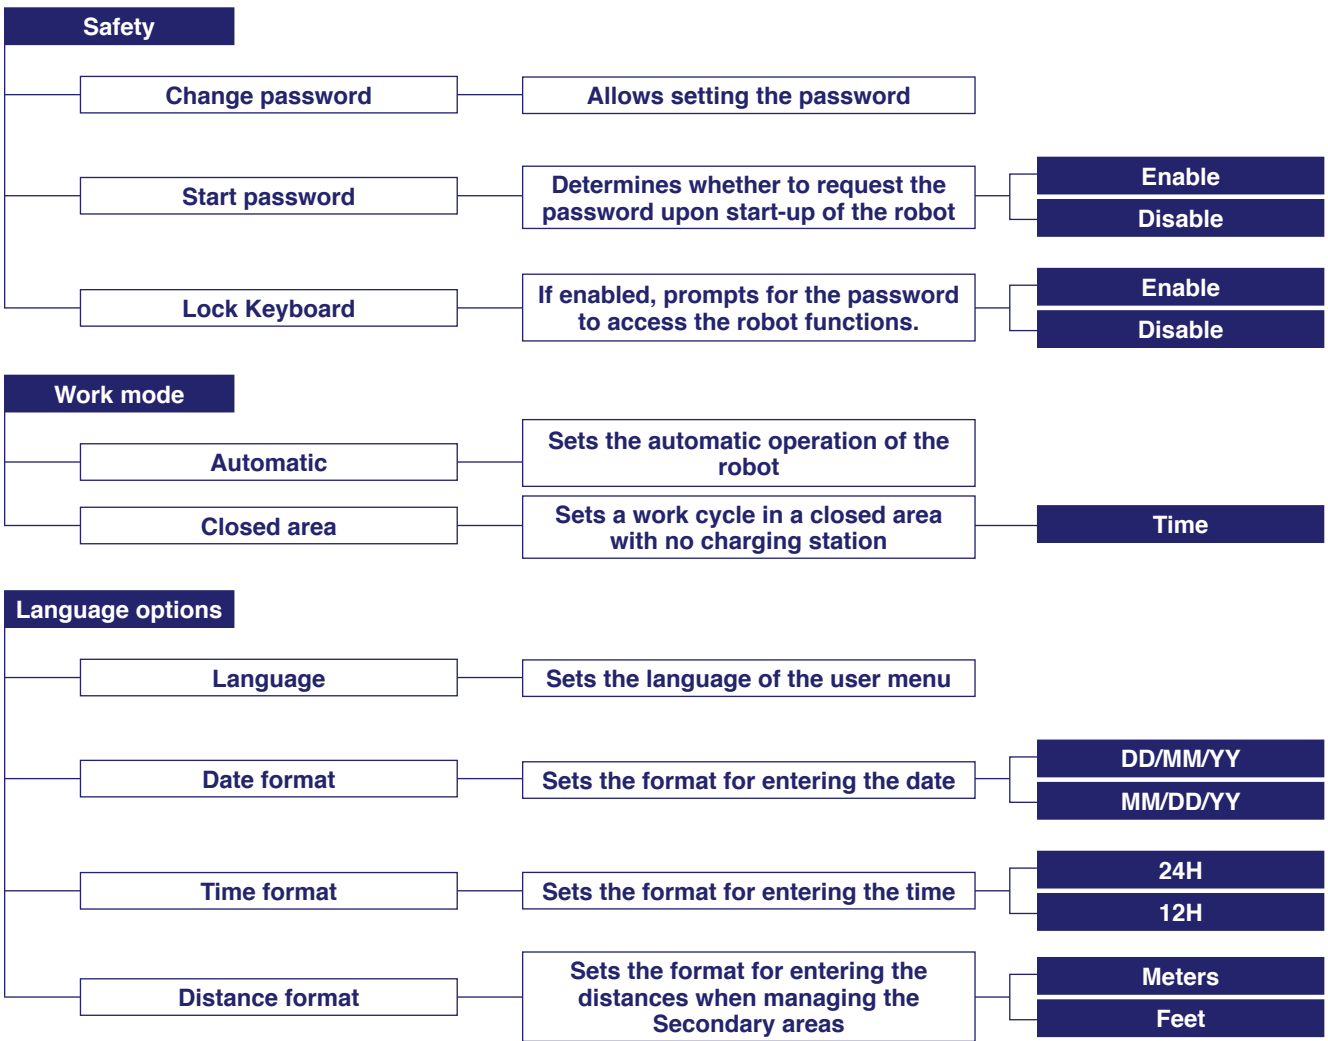 Safety
Change password
Allows setting the password
Start password
Determines whether to request the
password upon start-up of the robot
Enable
Disable
Lock Keyboard
If enabled, prompts for the password
to access the robot functions.
Enable
Disable
Work mode
Automatic
Sets the automatic operation of the
robot
Closed area
Sets a work cycle in a closed area
with no charging station
Time
Language options
Language
Sets the language of the user menu
Date format
Sets the format for entering the date
DD/MM/YY
MM/DD/YY
Time format
Sets the format for entering the time
24H
12H
Distance format
Sets the format for entering the
distances when managing the
Secondary areas
Meters
Feet